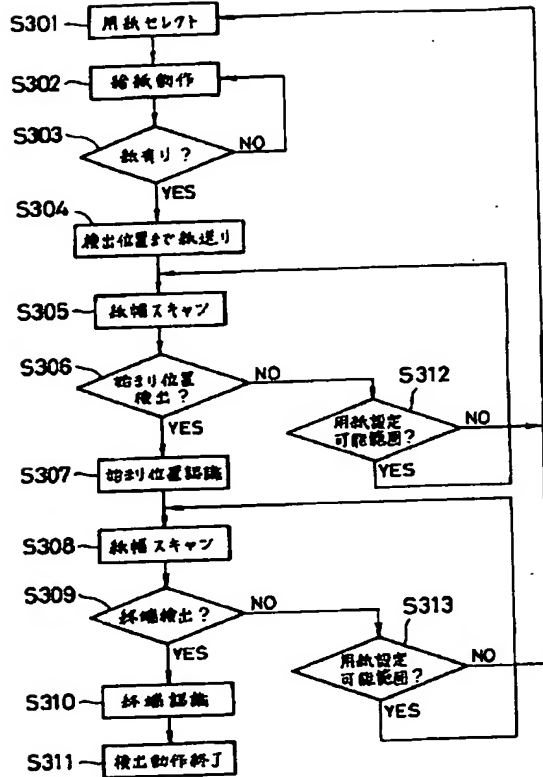 S301
用紙セレクト
S302
給紙動作
S303
紙有り?
NO
YES
S304
検出位置まで紙送り
S305
紙幅スキャン
S306
始まり位置
検出?
NO
YES
S312
用紙設定
可能範囲?
NO
YES
S307
始まり位置認識
S308
紙幅スキャン
S309
終端検出?
NO
YES
S313
用紙設定
可能範囲?
NO
YES
S310
終端認識
S311
検出動作終了